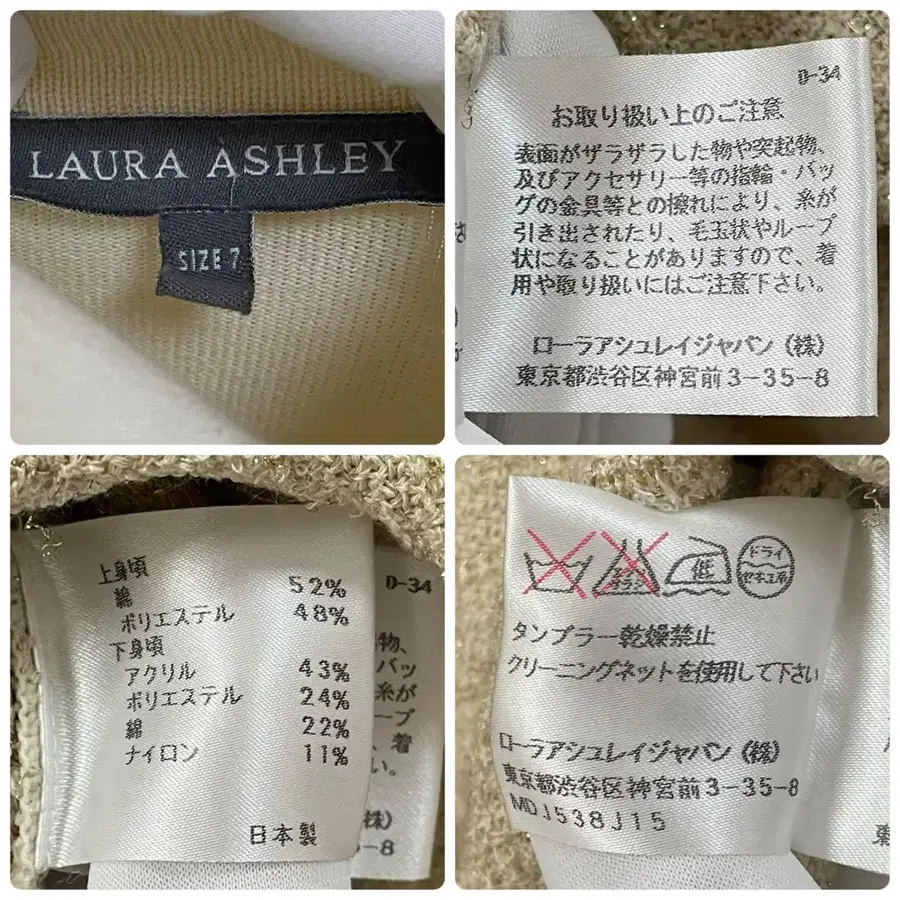 LAURA ASHLEY
SIZE 7
D-34
お取り扱い上のご注意
表面がザラザラした物や突起物、
及びアクセサリー等の指輪・バッ
グの金具等との擦れにより、糸が
引き出されたり、毛玉状やループ
状になることがありますので、着
用や取り扱いにはご注意下さい。
ローラアシュレイジャパン（株）
東京都渋谷区神宮前3-35-8
上身頃
綿 52%
ポリエステル 48%
下身頃
アクリル 43%
ポリエステル 24%
綿 22%
ナイロン 11%
日本製
D-34
物、
バッ
糸が
ープ
着
い。
株）
5-8
低
ドライ
セキユ系
タンブラー乾燥禁止
クリーニングネットを使用して下さい
ローラアシュレイジャパン（株）
東京都渋谷区神宮前3-35-8
MDJ538J15